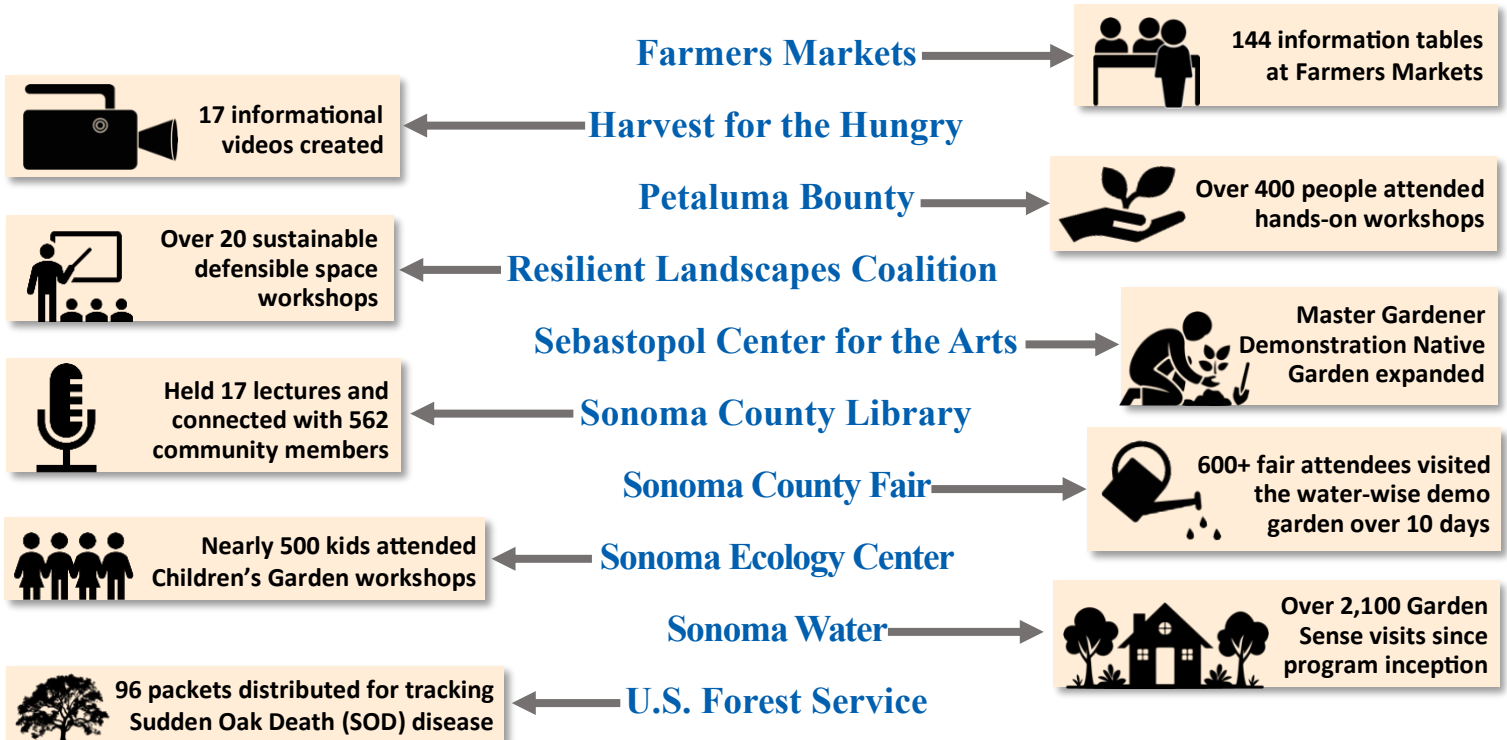 Farmers Markets
144 information tables
at Farmers Markets
17 informational
videos created
Harvest for the Hungry
Petaluma Bounty
Over 400 people attended
hands-on workshops
Over 20 sustainable
defensible space
workshops
Resilient Landscapes Coalition
Sebastopol Center for the Arts
Master Gardener
Demonstration Native
Garden expanded
Held 17 lectures and
connected with 562
community members
Sonoma County Library
Sonoma County Fair
600+ fair attendees visited
the water-wise demo
garden over 10 days
Nearly 500 kids attended
Children’s Garden workshops
Sonoma Ecology Center
Sonoma Water
Over 2,100 Garden
Sense visits since
program inception
96 packets distributed for tracking
Sudden Oak Death (SOD) disease
U.S. Forest Service